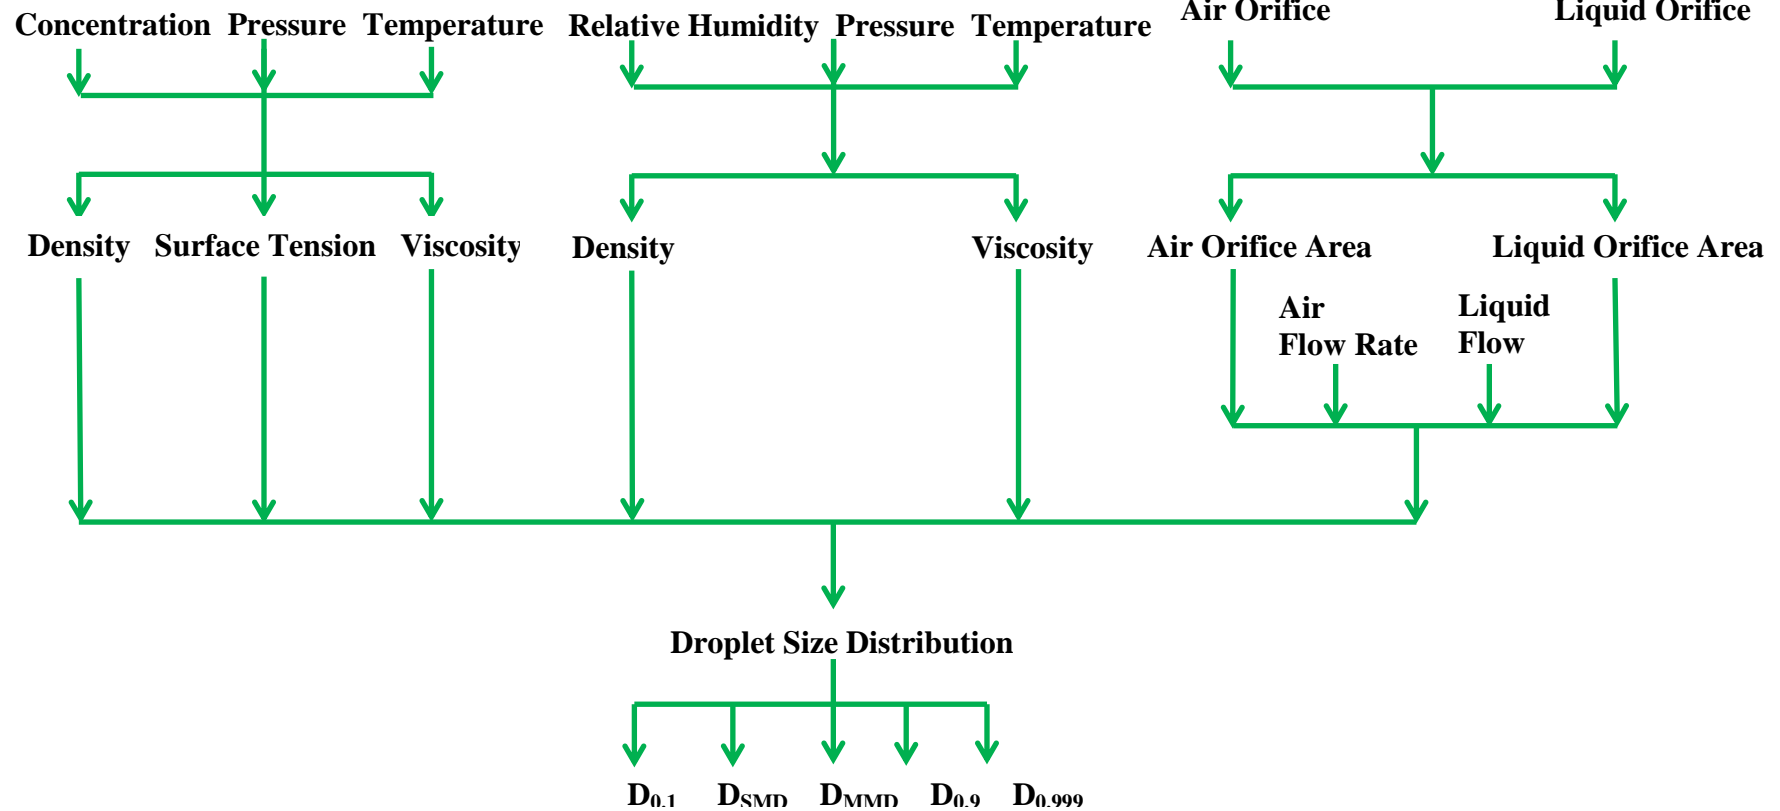 Concentration Pressure Temperature Relative Humidity Pressure Temperature Air Orifice Liquid Orifice
Density Surface Tension Viscosity Density Viscosity Air Orifice Area Liquid Orifice Area
Air
Flow Rate
Liquid
Flow
Droplet Size Distribution
D0.1 DSMD DMMD D0.9 D0.999